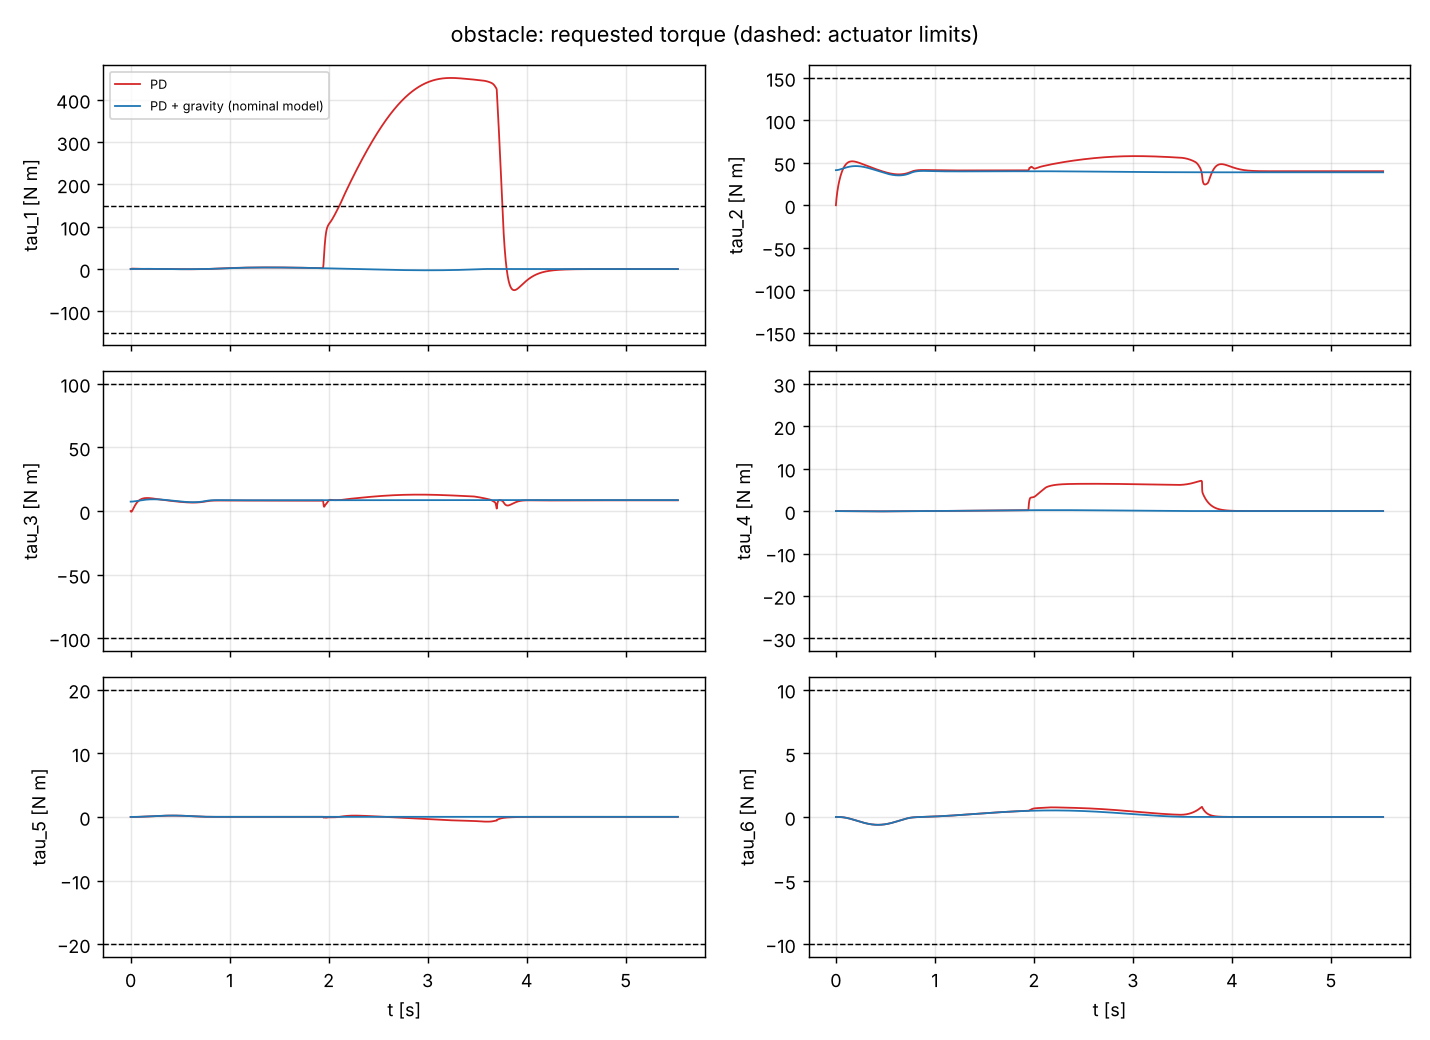 obstacle: requested torque (dashed: actuator limits)
PD
PD + gravity (nominal model)
400
300
200
100
0
−100
tau_1 [N m]
150
100
50
0
−50
−100
−150
tau_2 [N m]
100
50
0
−50
−100
tau_3 [N m]
30
20
10
0
−10
−20
−30
tau_4 [N m]
20
10
0
−10
−20
tau_5 [N m]
0 1 2 3 4 5
t [s]
10
5
0
−5
−10
tau_6 [N m]
0 1 2 3 4 5
t [s]